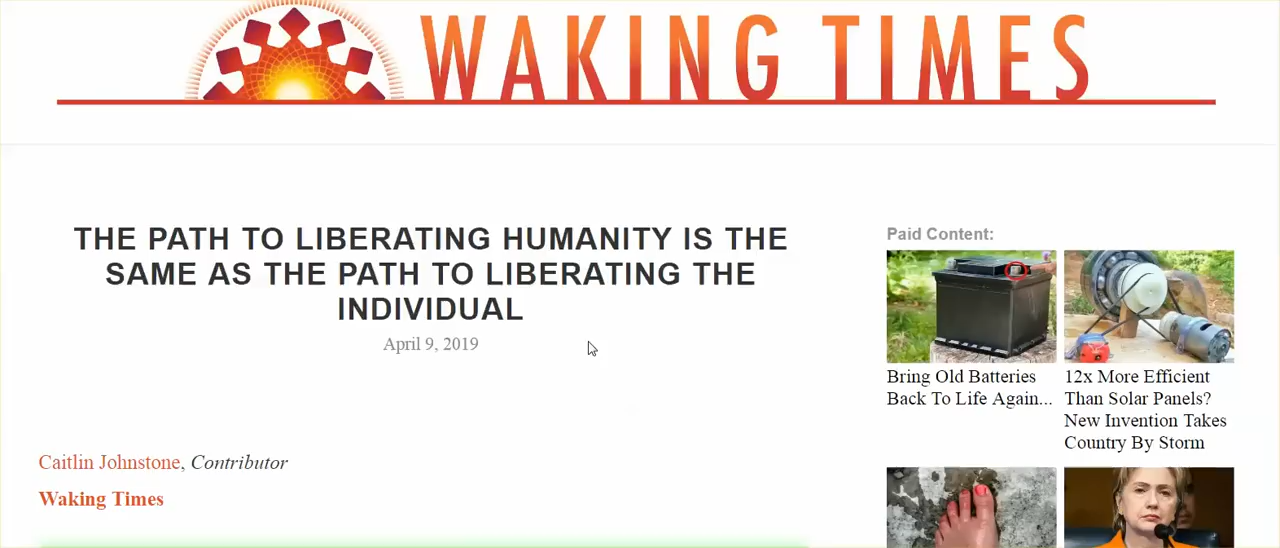 WAKING TIMES
THE PATH TO LIBERATING HUMANITY IS THE
SAME AS THE PATH TO LIBERATING THE
INDIVIDUAL
April 9, 2019
Caitlin Johnstone, Contributor
Waking Times
Paid Content:
Bring Old Batteries
Back To Life Again...
12x More Efficient
Than Solar Panels?
New Invention Takes
Country By Storm